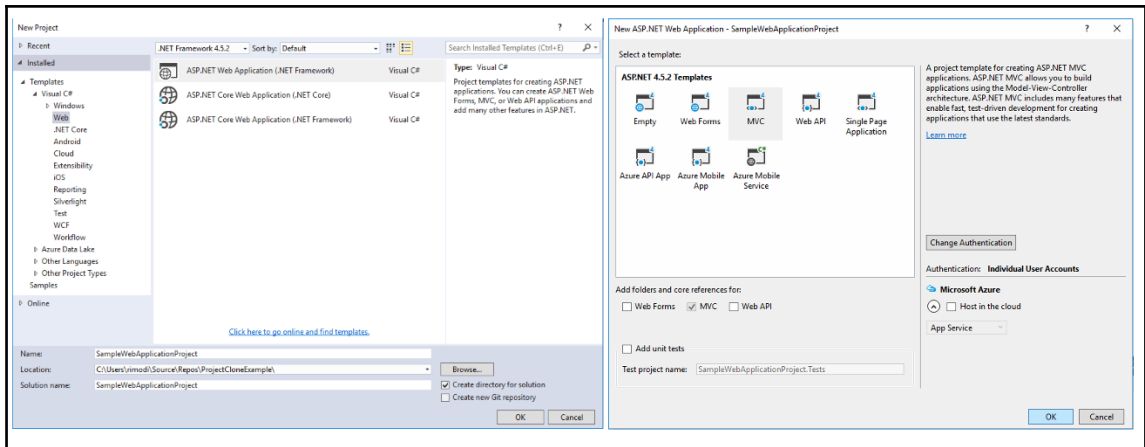 New Project ? ×
Recent
Installed
Templates
Visual C#
Windows
Web
.NET Core
Android
Cloud
Extensibility
iOS
Reporting
Silverlight
Test
WCF
Workflow
Azure Data Lake
Other Languages
Other Project Types
Samples
Online
.NET Framework 4.5.2 Sort by: Default
ASP.NET Web Application (.NET Framework) Visual C#
ASP.NET Core Web Application (.NET Core) Visual C#
ASP.NET Core Web Application (.NET Framework) Visual C#
Click here to go online and find templates.
Search Installed Templates (Ctrl+E)
Type: Visual C#
Project templates for creating ASP.NET
applications. You can create ASP.NET Web
Forms, MVC, or Web API applications and
add many other features in ASP.NET.
Name: SampleWebApplicationProject
Location: C:\Users\rimodi\Source\Repos\ProjectCloneExample\ Browse...
Solution name: SampleWebApplicationProject
Create directory for solution
Create new Git repository
OK Cancel
New ASP.NET Web Application - SampleWebApplicationProject ? ×
Select a template:
ASP.NET 4.5.2 Templates
Empty Web Forms MVC Web API Single Page
Application
Azure API App Azure Mobile Azure Mobile
App Service
A project template for creating ASP.NET MVC
applications. ASP.NET MVC allows you to build
applications using the Model-View-Controller
architecture. ASP.NET MVC includes many features that
enable fast, test-driven development for creating
applications that use the latest standards.
Learn more
Change Authentication
Authentication: Individual User Accounts
Microsoft Azure
Host in the cloud
App Service
Add folders and core references for:
Web Forms MVC Web API
Add unit tests
Test project name: SampleWebApplicationProject.Tests
OK Cancel